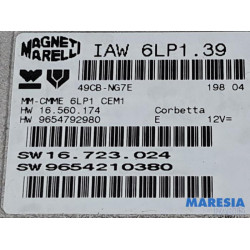 MAGNETI MARELLI IAW 6LP1.39
49CB-NG7E 198 04
MM-CMME 6LP1 CEM1
HW 16.560.174 Corbetta
HW 9654792980 E 12V=
SW16.723.024
SW9654210380
MARESIA